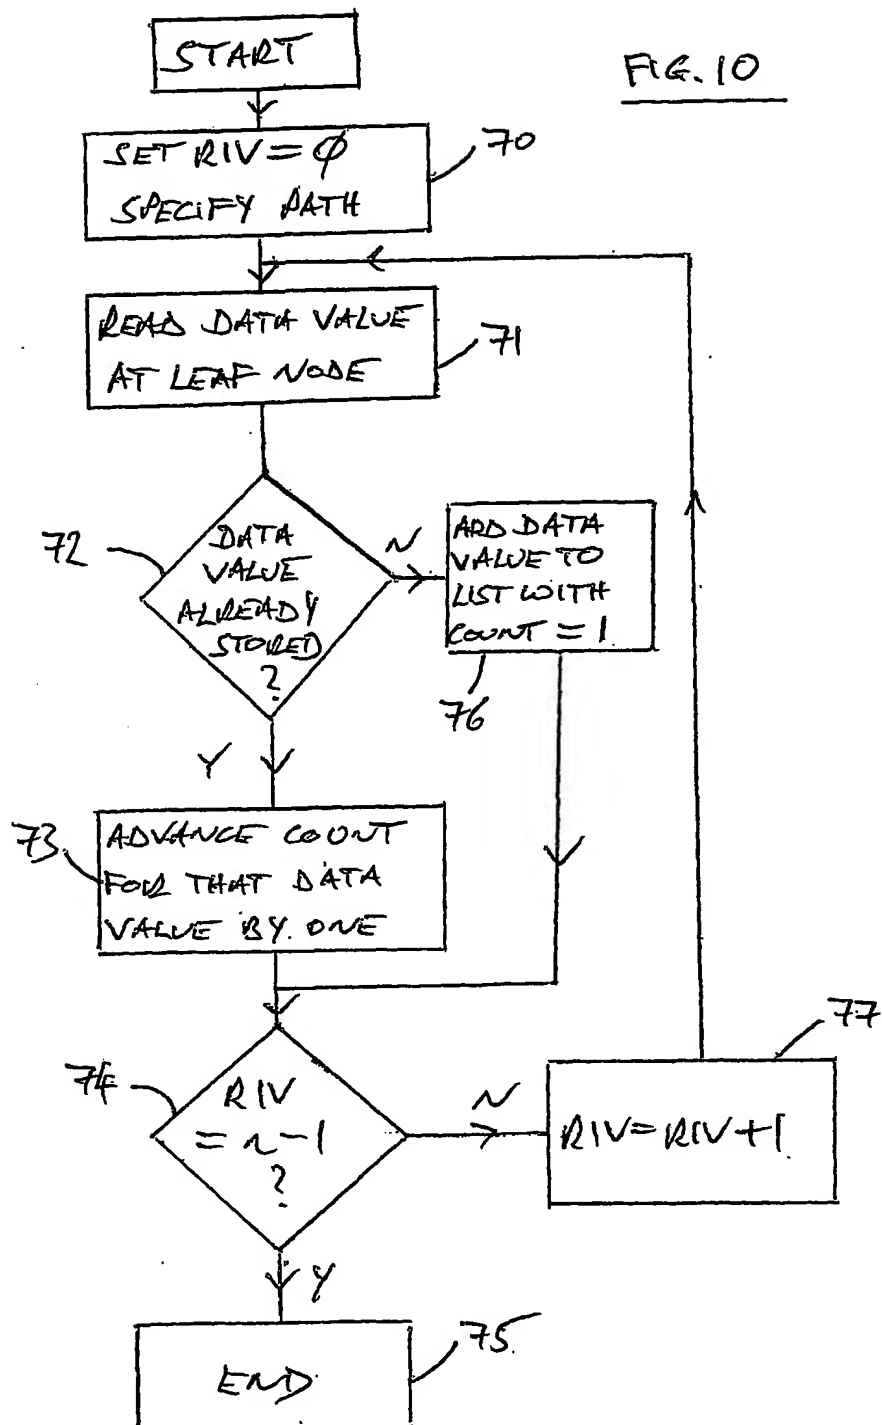 START
FIG. 10
SET RIV = Ø
SPECIFY PATH
70
READ DATA VALUE
AT LEAF NODE
71
72
DATA
VALUE
ALREADY
STORED
?
N
ADD DATA
VALUE TO
LIST WITH
COUNT = 1
76
Y
73
ADVANCE COUNT
FOR THAT DATA
VALUE BY ONE
74
RIV
= n-1
?
N
77
RIV = RIV + 1
Y
75
END